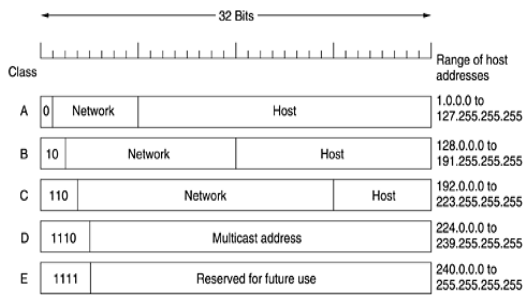 32 Bits
Range of host
addresses
Class
A 0 Network Host 1.0.0.0 to
127.255.255.255
B 10 Network Host 128.0.0.0 to
191.255.255.255
C 110 Network Host 192.0.0.0 to
223.255.255.255
D 1110 Multicast address 224.0.0.0 to
239.255.255.255
E 1111 Reserved for future use 240.0.0.0 to
255.255.255.255